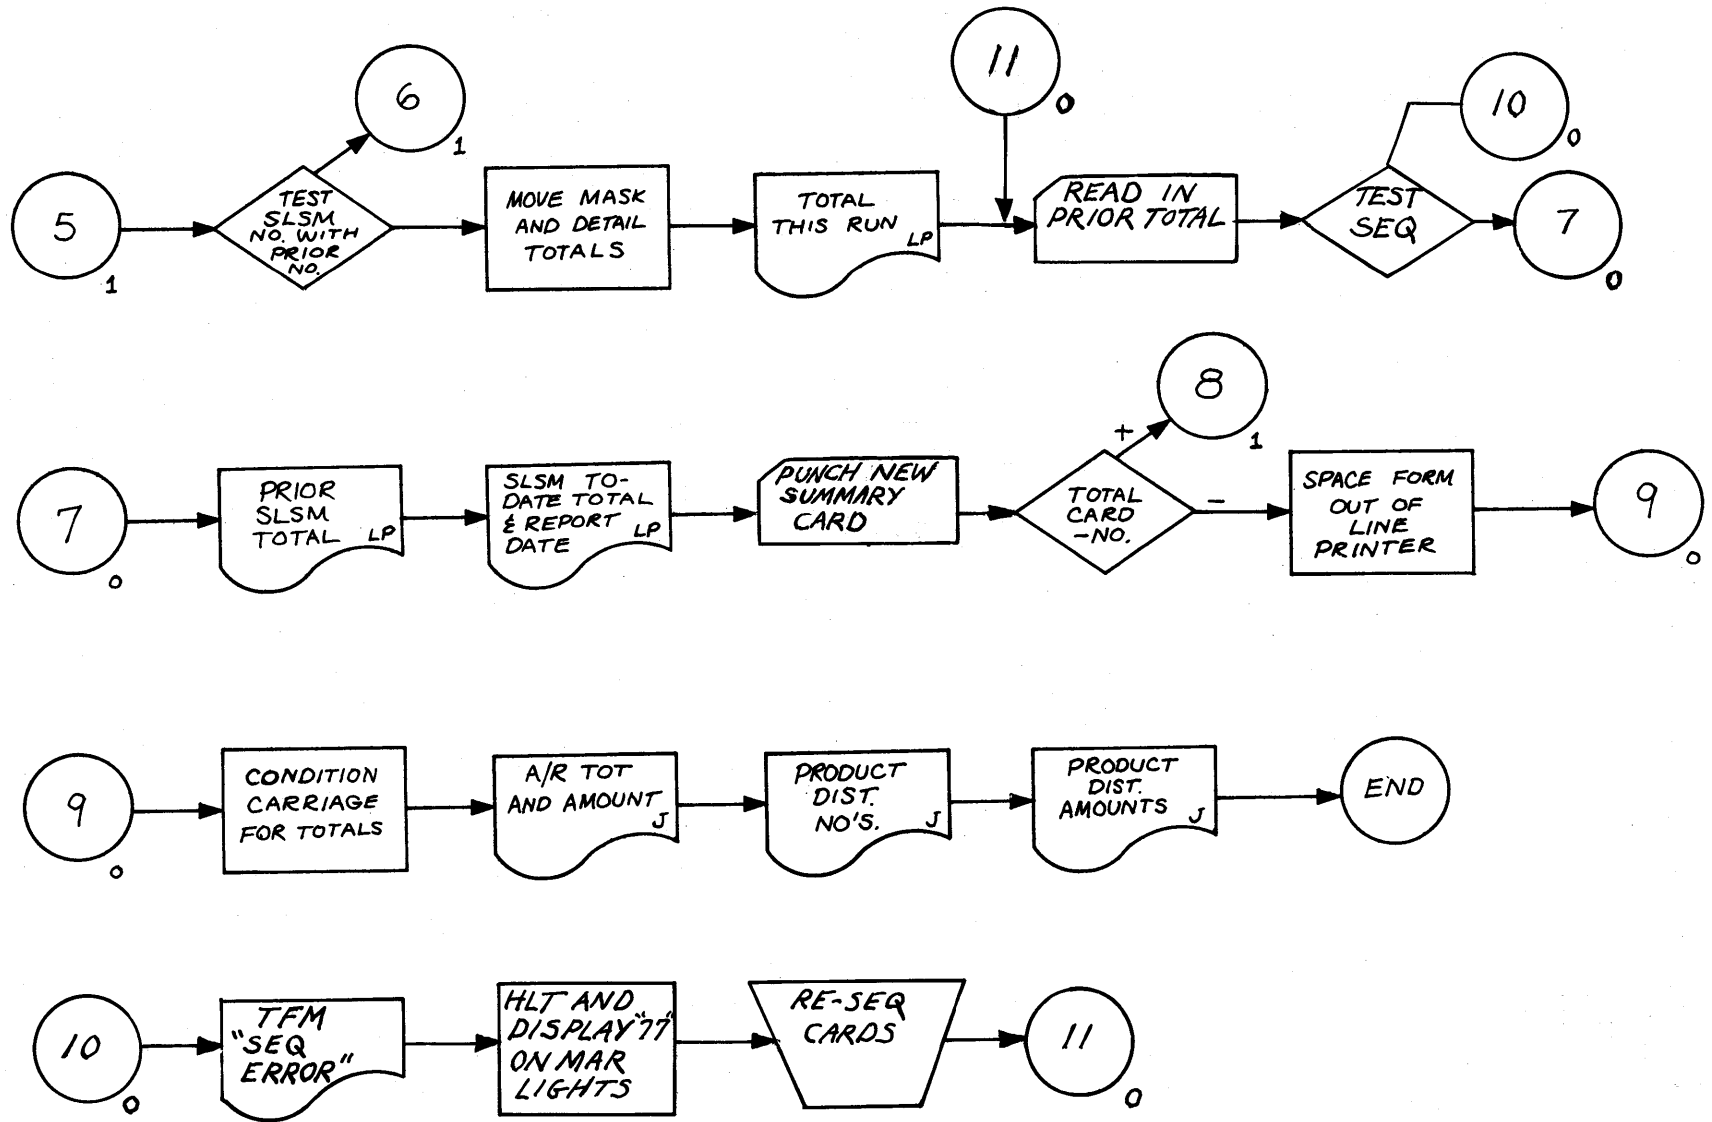 5
1
TEST
SLSM
NO. WITH
PRIOR
NO.
6
1
MOVE MASK
AND DETAIL
TOTALS
TOTAL
THIS RUN
LP
11
0
READ IN
PRIOR TOTAL
TEST
SEQ
10
0
7
0
7
0
PRIOR
SLSM
TOTAL
LP
SLSM TO-
DATE TOTAL
& REPORT
DATE
LP
PUNCH NEW
SUMMARY
CARD
TOTAL
CARD
-NO.
+
8
1
-
SPACE FORM
OUT OF
LINE
PRINTER
9
0
9
0
CONDITION
CARRIAGE
FOR TOTALS
A/R TOT
AND AMOUNT
J
PRODUCT
DIST.
NO'S.
J
PRODUCT
DIST.
AMOUNTS
J
END
10
0
TFM
"SEQ
ERROR"
HLT AND
DISPLAY "77"
ON MAR
LIGHTS
RE-SEQ
CARDS
11
0